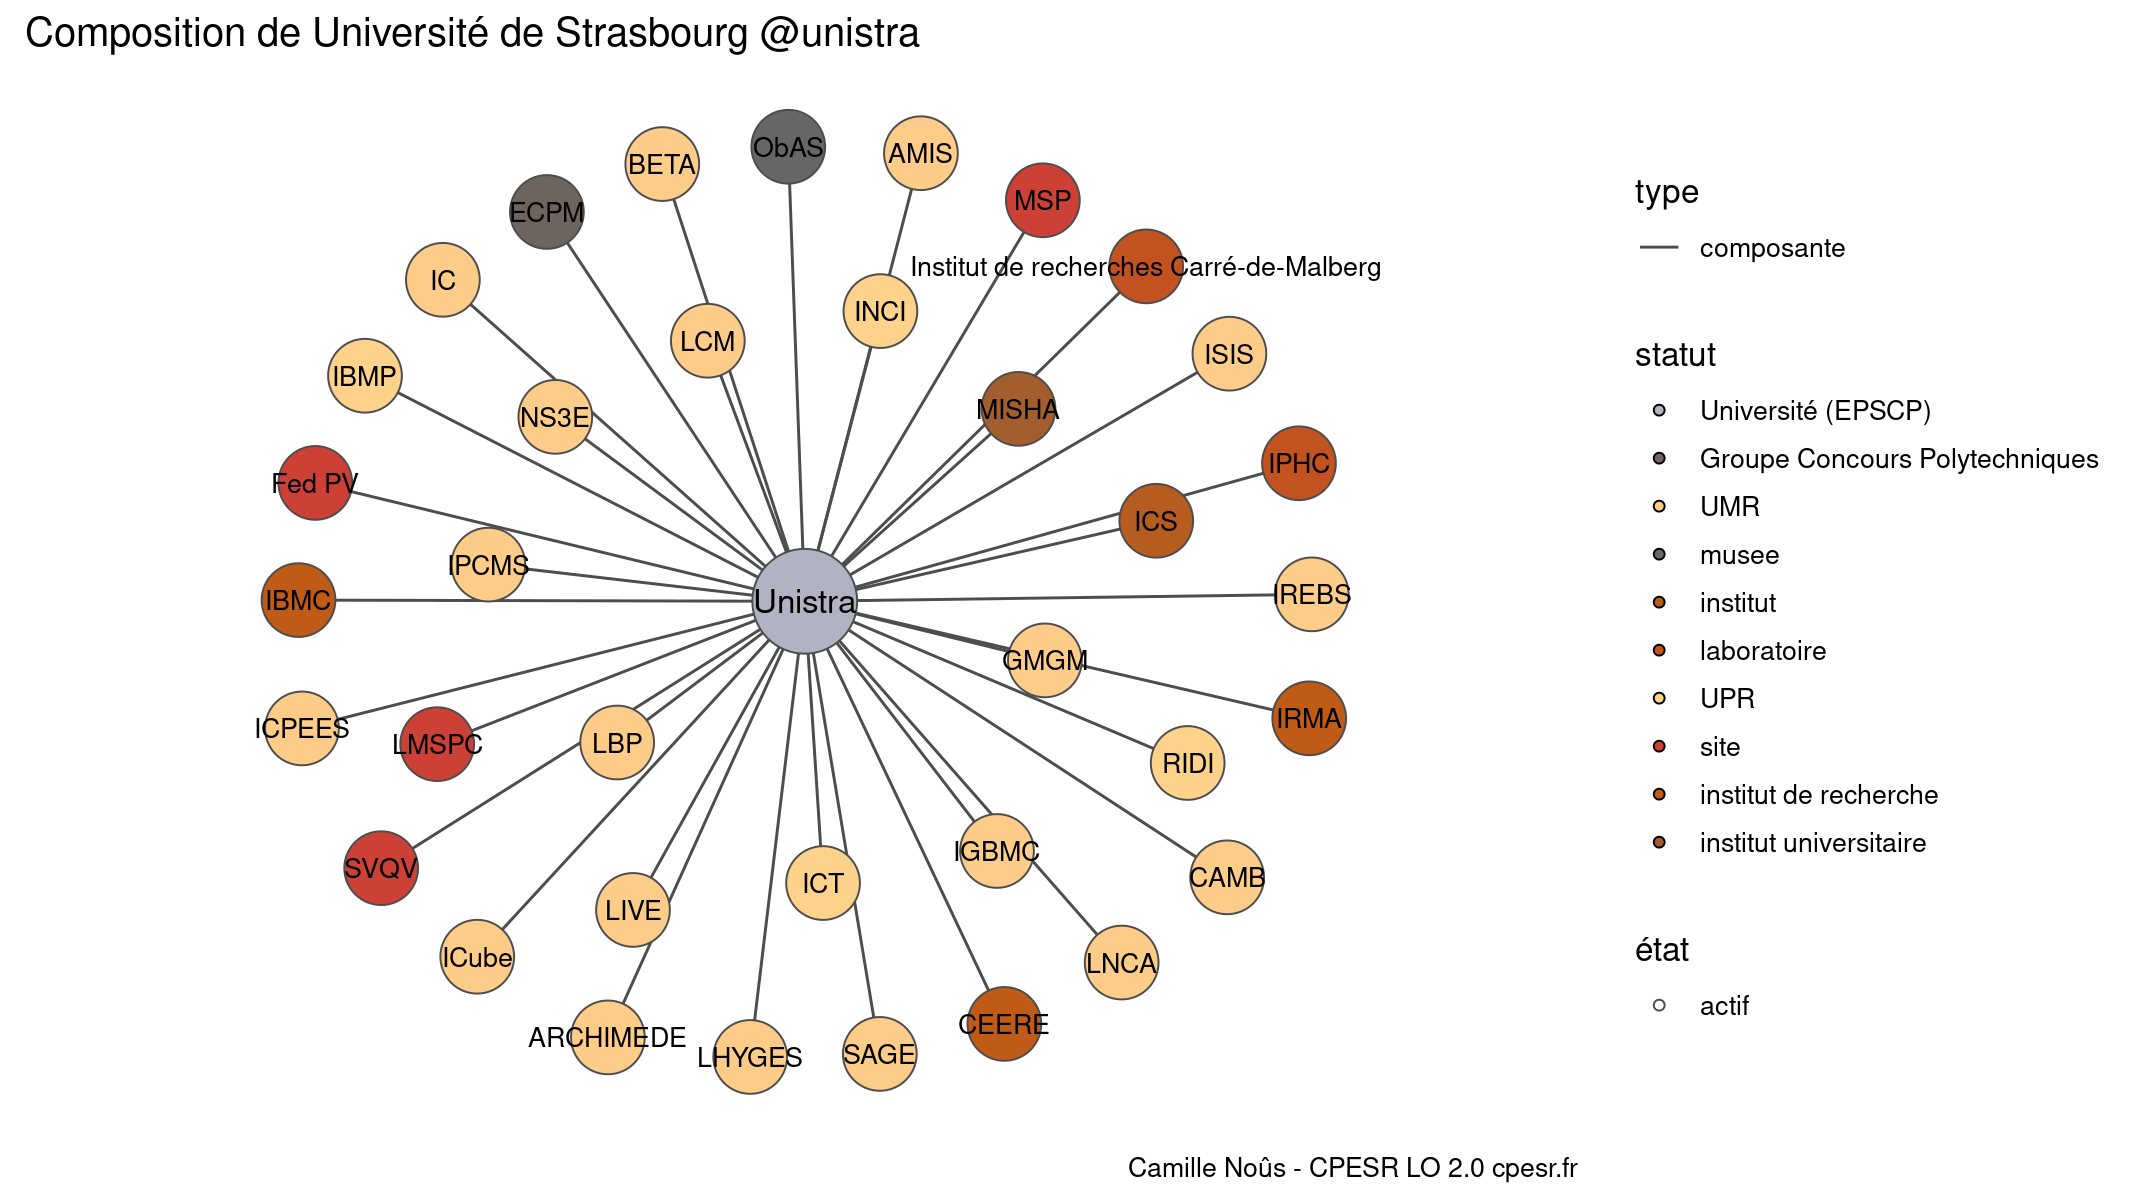 Composition de Université de Strasbourg @unistra
ObAS
AMIS
BETA
MSP
ECPM
Institut de recherches Carré-de-Malberg
IC
INCI
LCM
ISIS
IBMP
MISHA
NS3E
IPHC
Fed PV
ICS
IPCMS
IREBS
IBMC
Unistra
GMGM
IRMA
ICPEES
LMSPC
LBP
RIDI
IGBMC
SVQV
CAMB
ICT
LIVE
ICube
LNCA
CEERE
ARCHIMEDE
SAGE
LHYGES
type
composante
statut
Université (EPSCP)
Groupe Concours Polytechniques
UMR
musee
institut
laboratoire
UPR
site
institut de recherche
institut universitaire
état
actif
Camille Noûs - CPESR LO 2.0 cpesr.fr